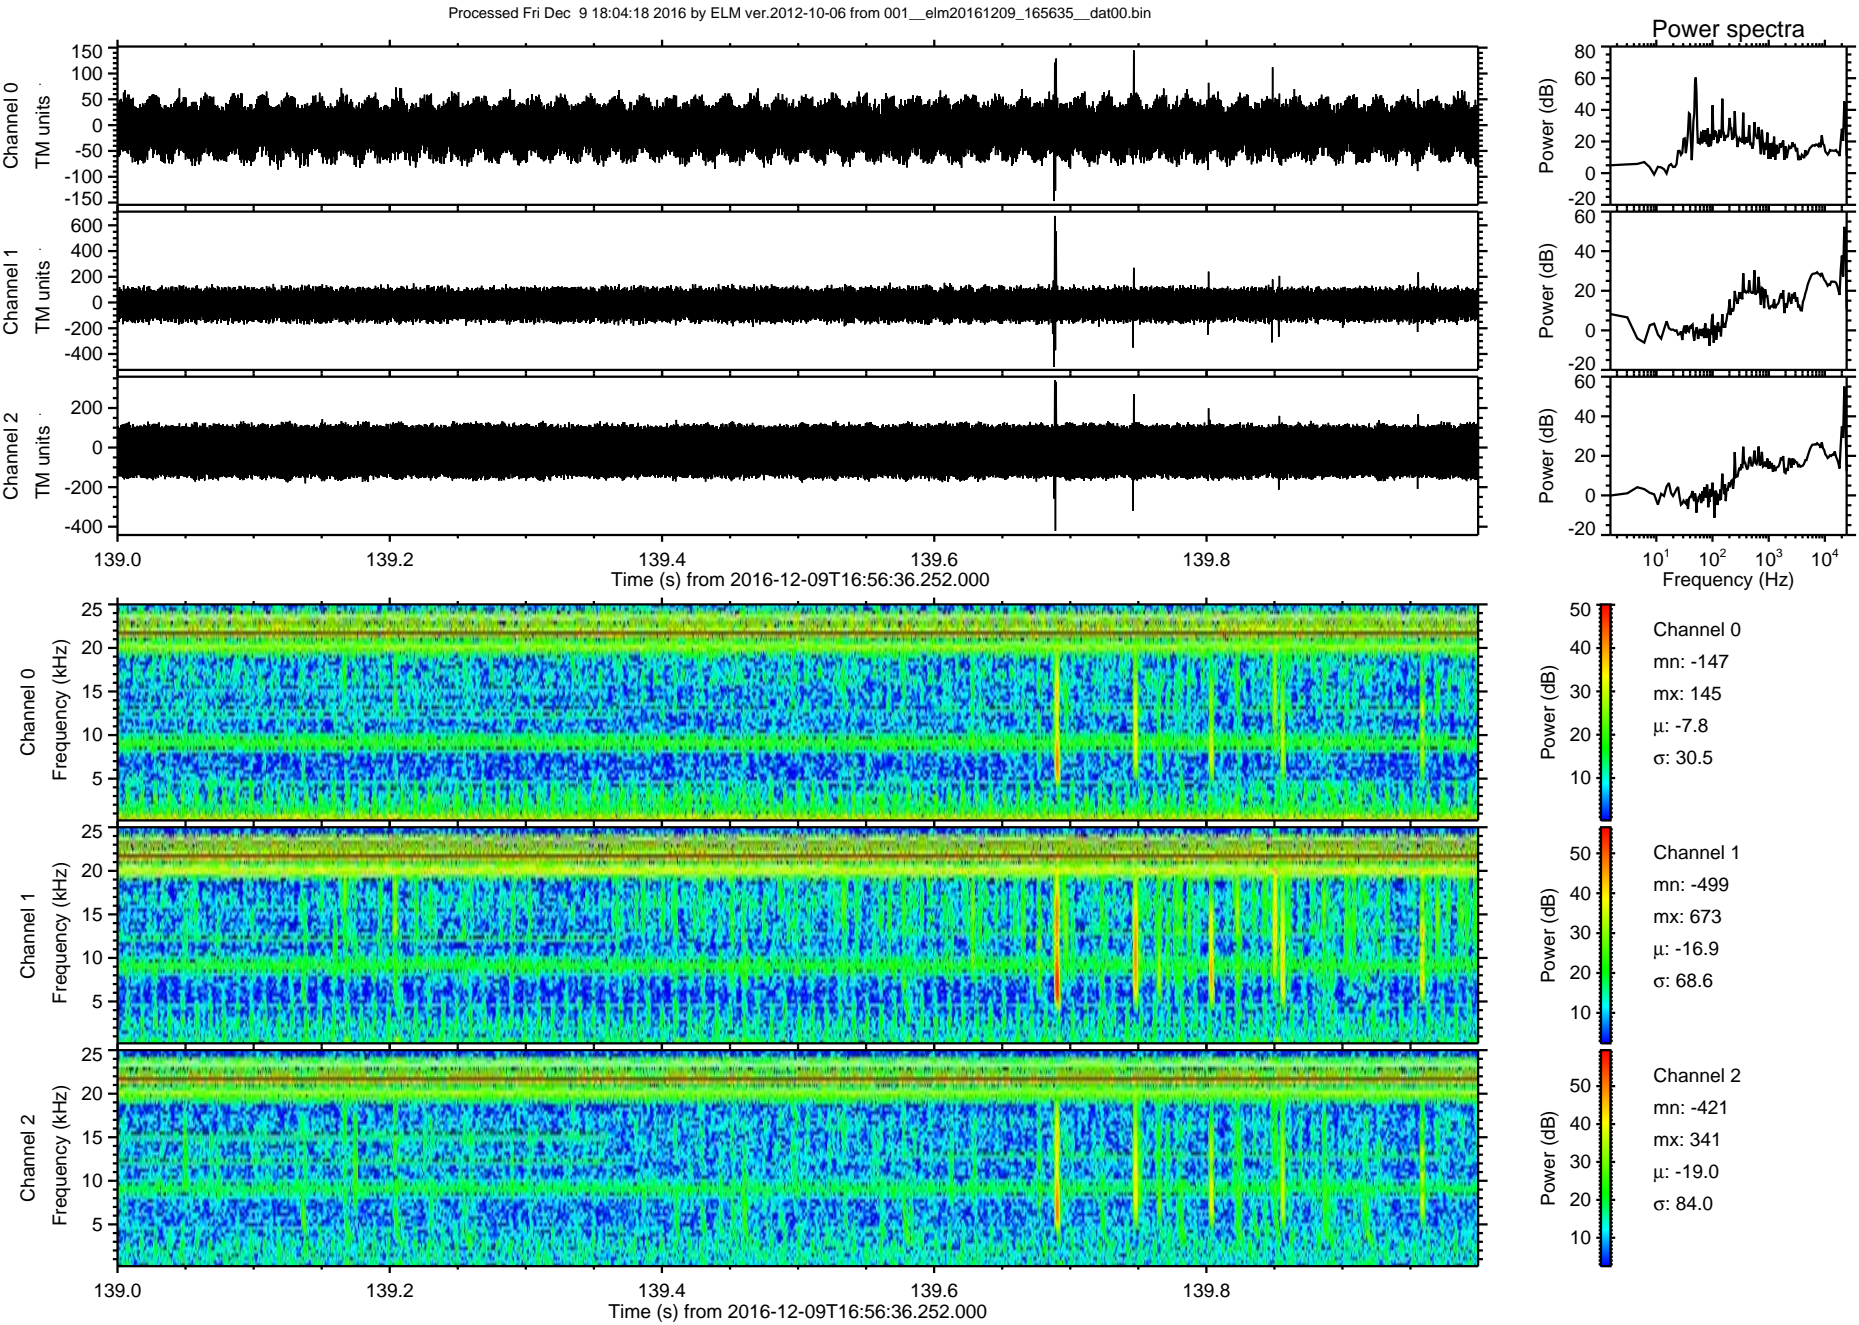 Processed Fri Dec 9 18:04:18 2016 by ELM ver.2012-10-06 from 001__elm20161209_165635__dat00.bin
Power spectra
Channel 0
TM units
150
100
50
0
-50
-100
-150
Power (dB)
80
60
40
20
0
-20
Channel 1
TM units
600
400
200
0
-200
-400
Power (dB)
60
40
20
0
-20
Channel 2
TM units
200
0
-200
-400
Power (dB)
60
40
20
0
-20
139.0 139.2 139.4 139.6 139.8
Time (s) from 2016-12-09T16:56:36.252.000
10^1 10^2 10^3 10^4
Frequency (Hz)
Channel 0
Frequency (kHz)
25
20
15
10
5
Power (dB)
50
40
30
20
10
Channel 0
mn: -147
mx: 145
μ: -7.8
σ: 30.5
Channel 1
Frequency (kHz)
25
20
15
10
5
Power (dB)
50
40
30
20
10
Channel 1
mn: -499
mx: 673
μ: -16.9
σ: 68.6
Channel 2
Frequency (kHz)
25
20
15
10
5
Power (dB)
50
40
30
20
10
Channel 2
mn: -421
mx: 341
μ: -19.0
σ: 84.0
139.0 139.2 139.4 139.6 139.8
Time (s) from 2016-12-09T16:56:36.252.000